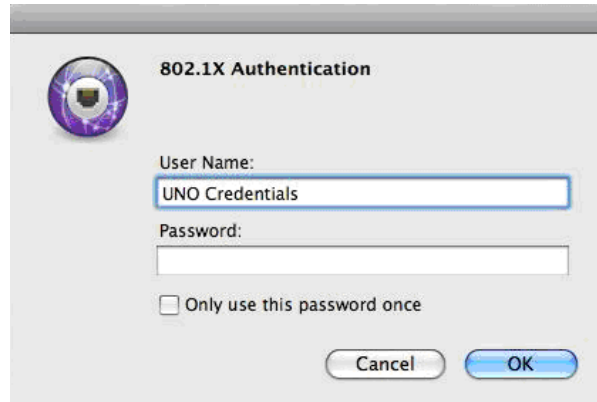 802.1X Authentication
User Name:
UNO Credentials
Password:
Only use this password once
Cancel OK